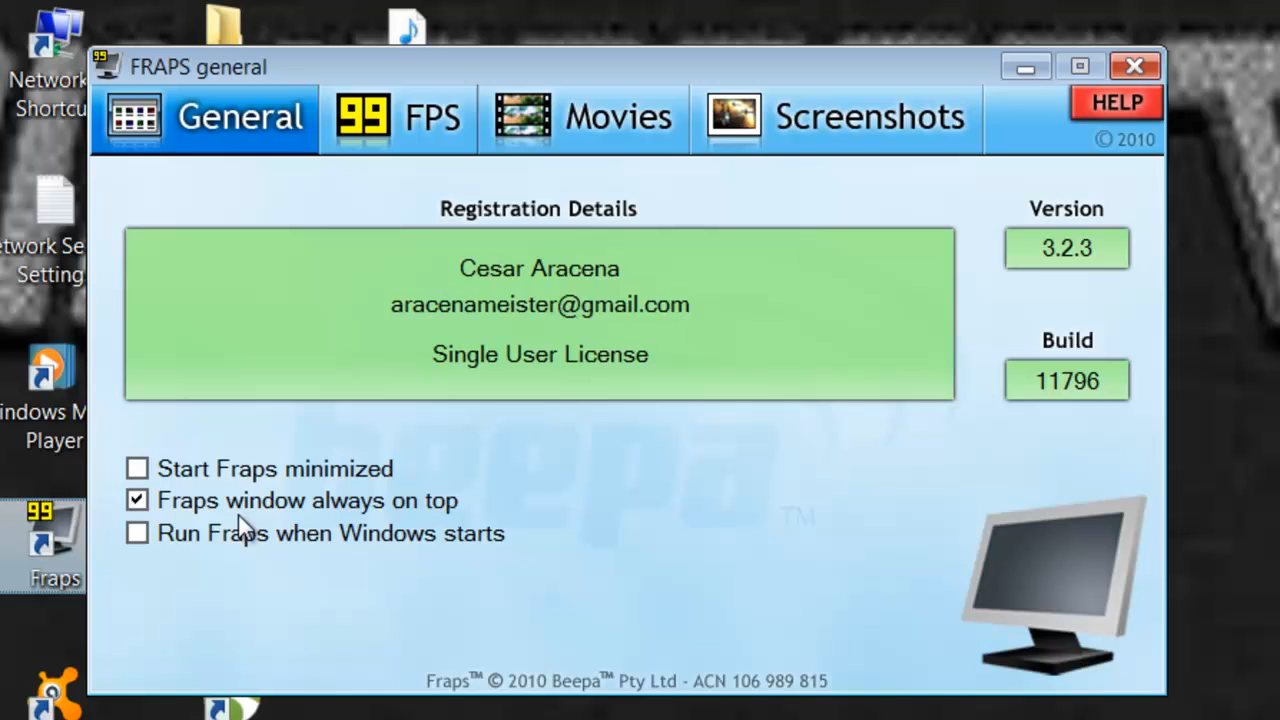 Network
Shortcu
FRAPS general
General
99 FPS
Movies
Screenshots
HELP
© 2010
Registration Details
Cesar Aracena
aracenameister@gmail.com
Single User License
Version
3.2.3
Build
11796
etwork Se
Setting
indows M
Player
beepa™
Start Fraps minimized
Fraps window always on top
Run Fraps when Windows starts
99
Fraps
Fraps™ © 2010 Beepa™ Pty Ltd - ACN 106 989 815